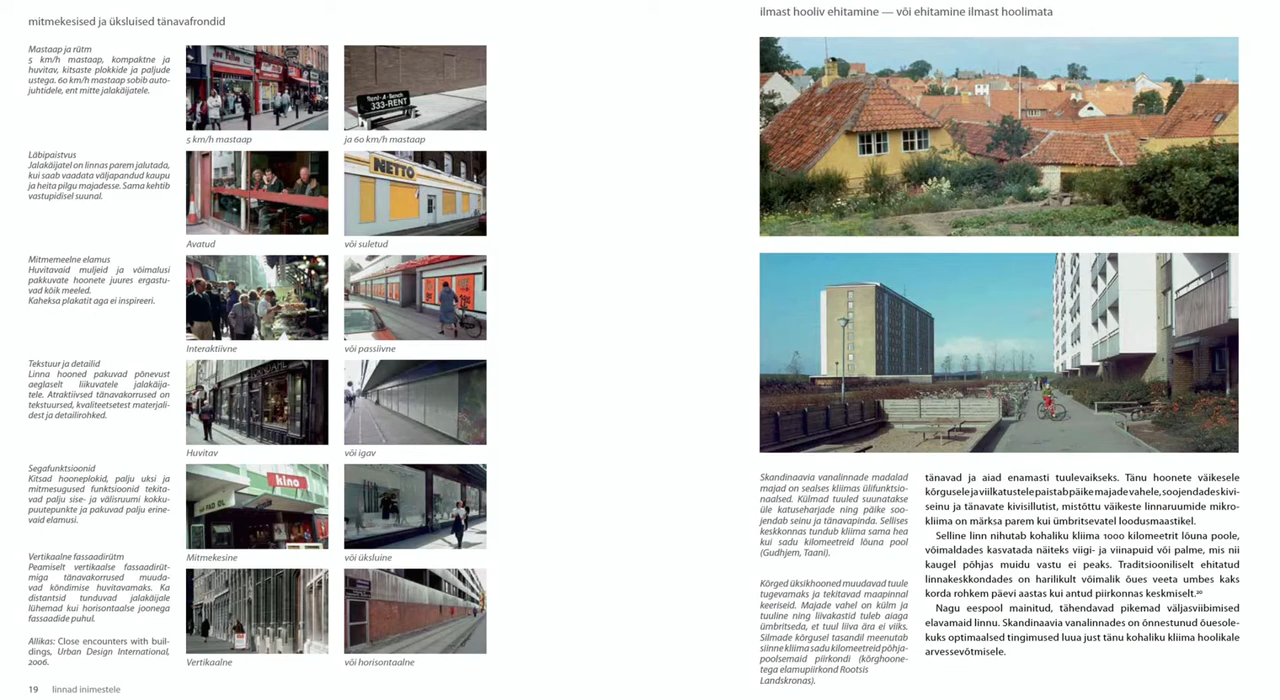 mitmekesised ja üksluised tänavafrondid
Mastaap ja rütm
5 km/h mastaap, kompaktne ja
huvitav, kitsaste plokkide ja paljude
ustega. 60 km/h mastaap sobib auto-
juhtidele, ent mitte jalakäijatele.
333-RENT
5 km/h mastaap
ja 60 km/h mastaap
Läbipaistvus
Jalakäijatel on linnas parem jalutada,
kui saab vaadata väljapandud kaupu
ja heita pilgu majadesse. Sama kehtib
vastupidisel suunal.
NETTO
Avatud
või suletud
Mitmemeelne elamus
Huvitavaid muljeid ja võimalusi
pakkuvate hoonete juures ergastu-
vad kõik meeled.
Kaheksa plakatit aga ei inspireeri.
Interaktiivne
või passiivne
Tekstuur ja detailid
Linna hooned pakuvad põnevust
aeglaselt liikuvatele jalakäija-
tele. Atraktiivsed tänavakorrused on
tekstuursed, kvaliteetsetest materjali-
dest ja detailirohked.
Huvitav
või igav
Segafunktsioonid
Kitsad hooneplokid, palju uksi ja
mitmesugused funktsioonid tekita-
vad palju sise- ja välisruumi kokku-
puutepunkte ja pakuvad palju erine-
vaid elamusi.
kino
Mitmekesine
või üksluine
Vertikaalne fassaadirütm
Peamiselt vertikaalse fassaadirüt-
miga tänavakorrused muuda-
vad kõndimise huvitavamaks. Ka
distantsid tunduvad jalakäijale
lühemad kui horisontaalse joonega
fassaadide puhul.
Allikas: Close encounters with buil-
dings, Urban Design International,
2006.
Vertikaalne
või horisontaalne
19 linnad inimestele
ilmast hooliv ehitamine — või ehitamine ilmast hoolimata
Skandinaavia vanalinnade madalad
majad on sealses kliimas ülifunktsio-
naalsed. Külmad tuuled suunatakse
üle katuseharjade ning päike soo-
jendab seinu ja tänavapinda. Sellises
keskkonnas tundub kliima sama hea
kui sadu kilomeetreid lõuna pool
(Gudhjem, Taani).
Kõrged üksikhooned muudavad tuule
tugevamaks ja tekitavad maapinnal
keeriseid. Majade vahel on külm ja
tuuline ning liivakastid tuleb aiaga
ümbritseda, et tuul liiva ära ei viiks.
Silmade kõrgusel tasandil meenutab
siinne kliima sadu kilomeetreid põhja-
poolsemaid piirkondi (kõrghoone-
tega elamupiirkond Rootsis
Landskronas).
tänavad ja aiad enamasti tuulevaikseks. Tänu hoonete väikesele
kõrgusele ja viilkatustele paistab päike majade vahele, soojendades kivi-
seinu ja tänavate kivisillutist, mistõttu väikeste linnaruumide mikro-
kliima on märksa parem kui ümbritsevatel loodusmaastikel.
Selline linn nihutab kohaliku kliima 1000 kilomeetrit lõuna poole,
võimaldades kasvatada näiteks viigi- ja viinapuid või palme, mis nii
kaugel põhjas muidu vastu ei peaks. Traditsiooniliselt ehitatud
linnakeskkondades on harilikult võimalik õues veeta umbes kaks
korda rohkem päevi aastas kui antud piirkonnas keskmiselt.²⁰
Nagu eespool mainitud, tähendavad pikemad väljasviibimised
elavamaid linnu. Skandinaavia vanalinnades on õnnestunud õuesole-
kuks optimaalsed tingimused luua just tänu kohaliku kliima hoolikale
arvessevõtmisele.